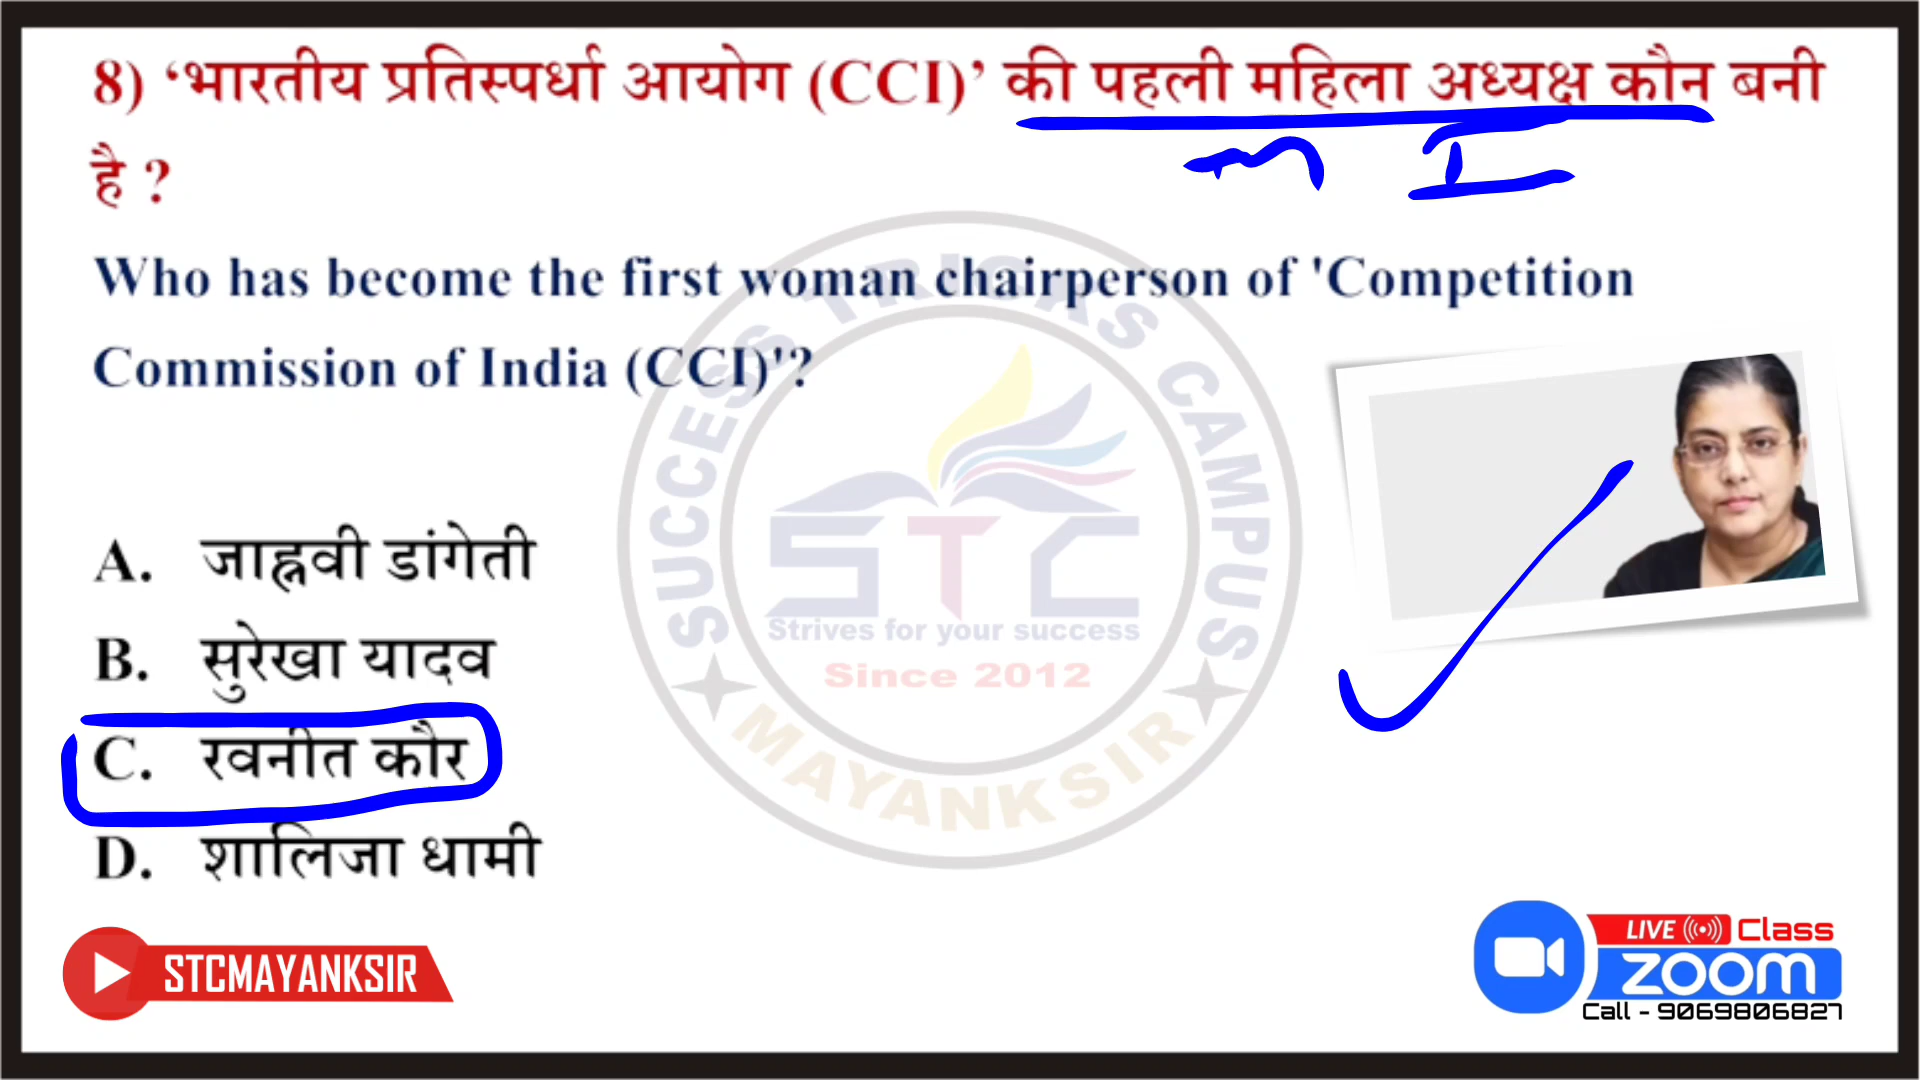 8) ‘भारतीय प्रतिस्पर्धा आयोग (CCI)’ की पहली महिला अध्यक्ष कौन बनी
है ?
Who has become the first woman chairperson of 'Competition
Commission of India (CCI)'?
A. जाह्नवी डांगेती
B. सुरेखा यादव
C. रवनीत कौर
D. शालिजा धामी
SUCCESS TRICKS CAMPUS
STC
Strives for your success
Since 2012
MAYANKSIR
STCMAYANKSIR
LIVE Class
zoom
Call - 9069806827